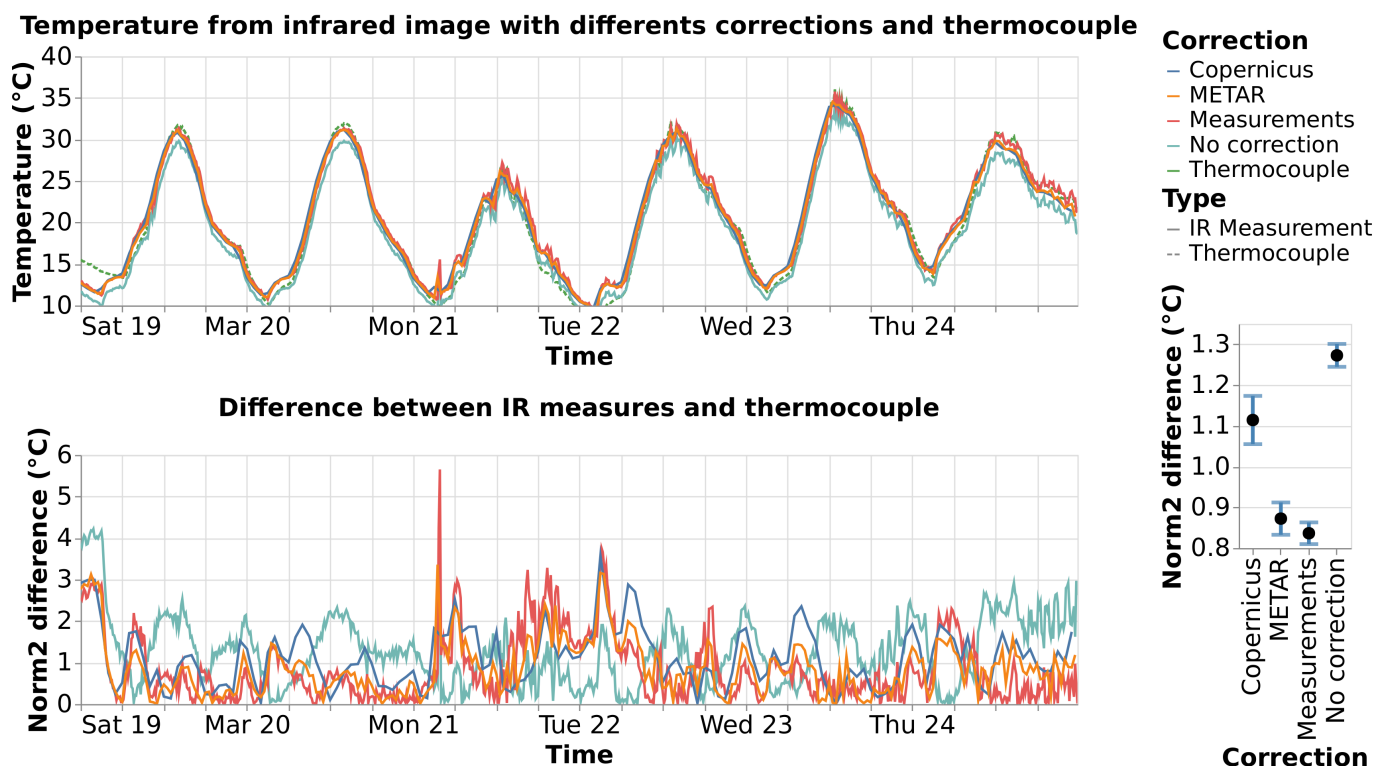 Temperature from infrared image with differents corrections and thermocouple
Temperature (°C)
40
35
30
25
20
15
10
Sat 19 Mar 20 Mon 21 Tue 22 Wed 23 Thu 24
Time
Correction
Copernicus
METAR
Measurements
No correction
Thermocouple
Type
IR Measurement
Thermocouple
Difference between IR measures and thermocouple
Norm2 difference (°C)
6
5
4
3
2
1
0
Sat 19 Mar 20 Mon 21 Tue 22 Wed 23 Thu 24
Time
Norm2 difference (°C)
1.3
1.2
1.1
1.0
0.9
0.8
Copernicus
METAR
Measurements
No correction
Correction